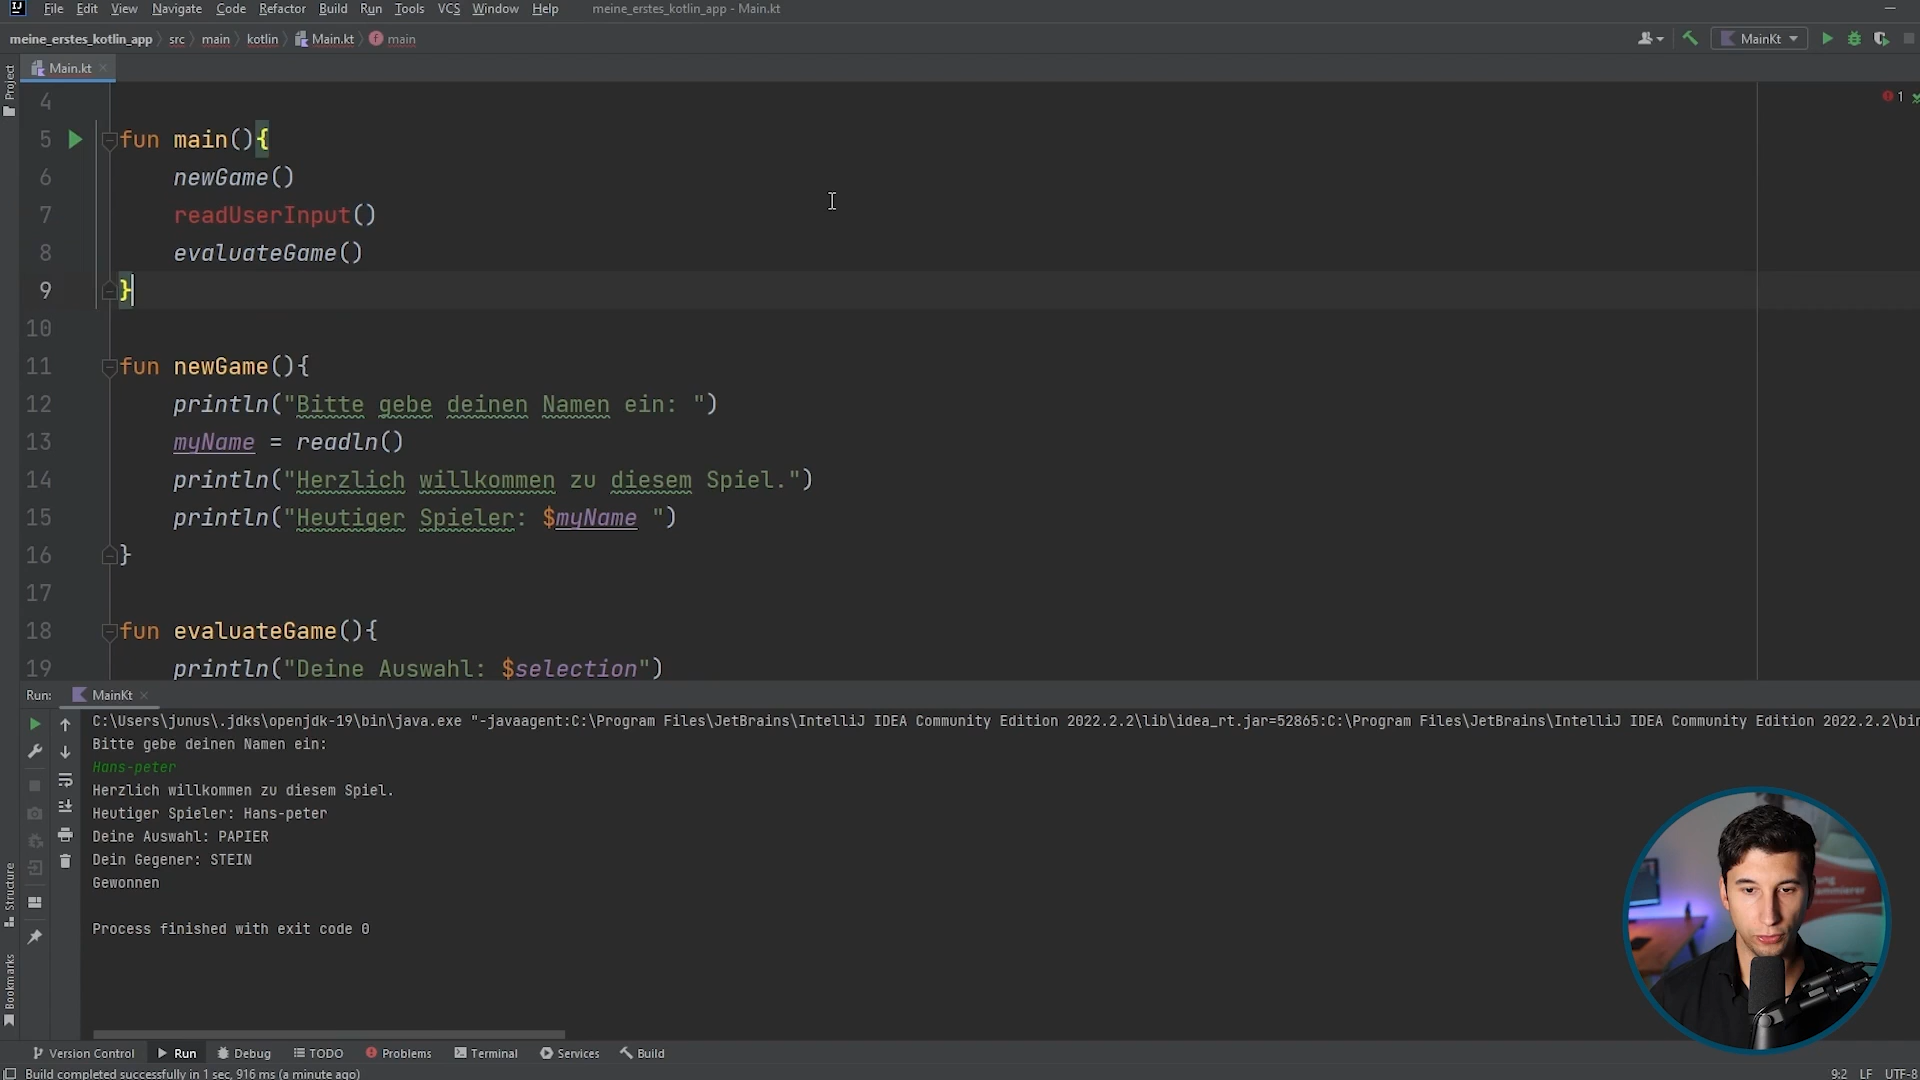 File Edit View Navigate Code Refactor Build Run Tools VCS Window Help meine_erstes_kotlin_app - Main.kt
meine_erstes_kotlin_app src main kotlin Main.kt main MainKt
Project
Main.kt
1
4
5 fun main(){
6 newGame()
7 readUserInput()
8 evaluateGame()
9 }
10
11 fun newGame(){
12 println("Bitte gebe deinen Namen ein: ")
13 myName = readln()
14 println("Herzlich willkommen zu diesem Spiel.")
15 println("Heutiger Spieler: $myName ")
16 }
17
18 fun evaluateGame(){
19 println("Deine Auswahl: $selection")
Run: MainKt
C:\Users\junus\.jdks\openjdk-19\bin\java.exe "-javaagent:C:\Program Files\JetBrains\IntelliJ IDEA Community Edition 2022.2.2\lib\idea_rt.jar=52865:C:\Program Files\JetBrains\IntelliJ IDEA Community Edition 2022.2.2\bin
Bitte gebe deinen Namen ein:
Hans-peter
Herzlich willkommen zu diesem Spiel.
Heutiger Spieler: Hans-peter
Deine Auswahl: PAPIER
Dein Gegener: STEIN
Gewonnen
Process finished with exit code 0
Structure
Bookmarks
Version Control Run Debug TODO Problems Terminal Services Build
Build completed successfully in 1 sec, 916 ms (a minute ago) 9:2 LF UTF-8